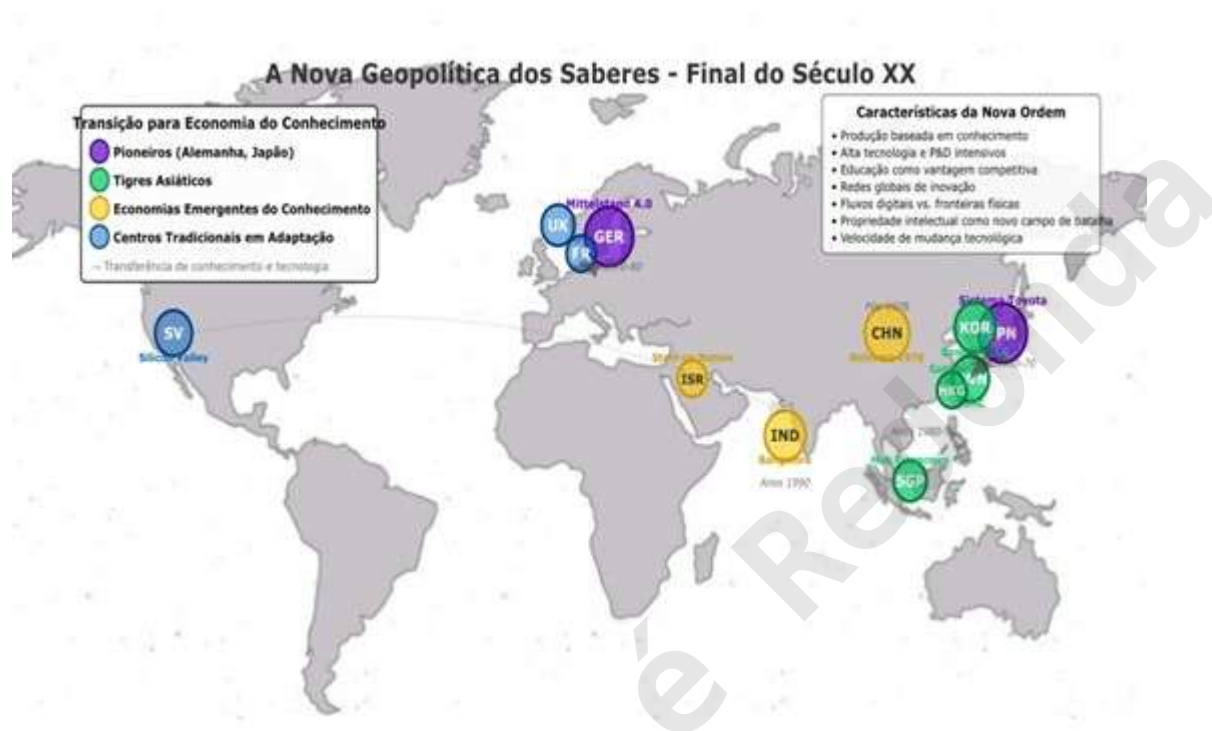 A Nova Geopolítica dos Saberes - Final do Século XX
Transição para Economia do Conhecimento
Pioneiros (Alemanha, Japão)
Tigres Asiáticos
Economias Emergentes do Conhecimento
Centros Tradicionais em Adaptação
Transferência de conhecimento e tecnologia
Características da Nova Ordem
• Produção baseada em conhecimento
• Alta tecnologia e P&D intensivos
• Educação como vantagem competitiva
• Redes globais de inovação
• Fluxos digitais vs. fronteiras físicas
• Propriedade intelectual como novo campo de batalha
• Velocidade de mudança tecnológica
Mittelstand 4.0
UK
GER
FR
SV
Silicon Valley
Sistema Toyota
CHN
KOR
PN
ISR
HKG
IND
Anos 1990
SGP
é Redonda